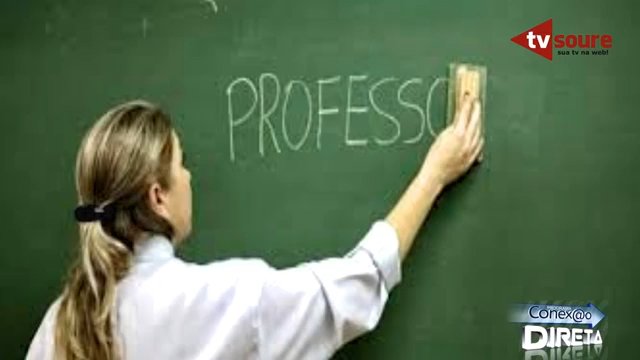 tvsoure
sua tv na web!
PROFESSO
Conex@o
DIRETA